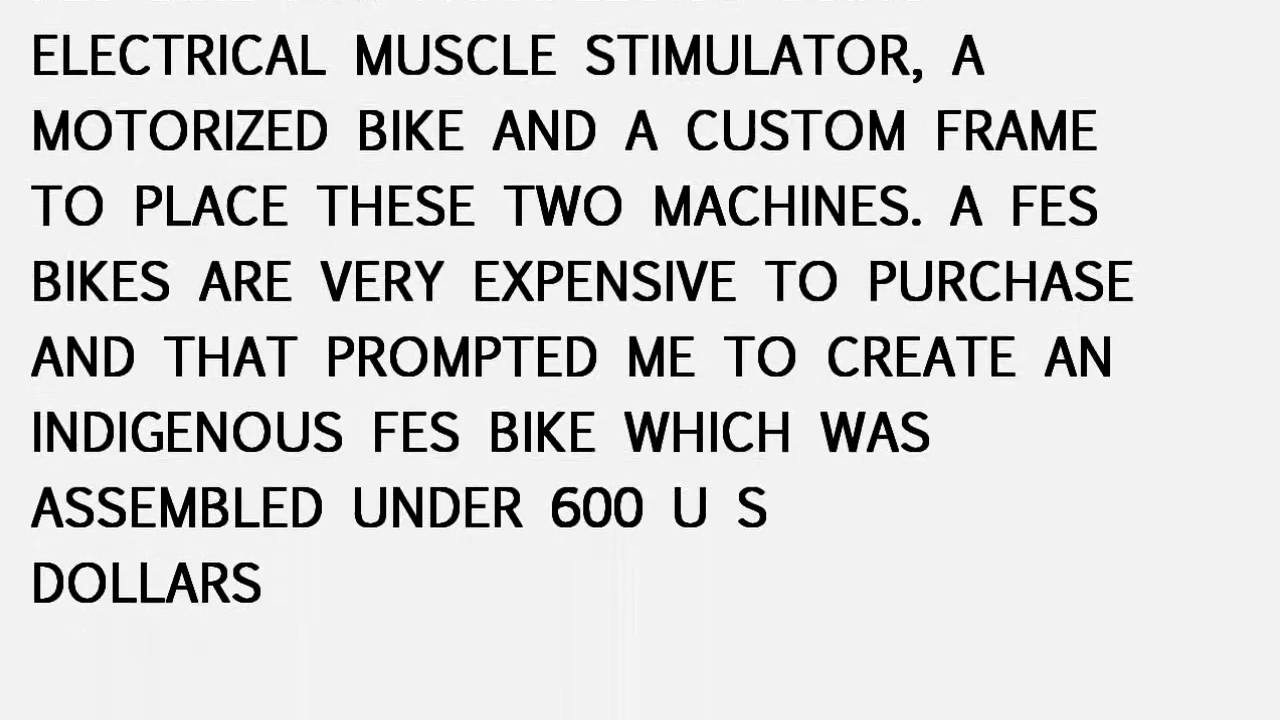 ELECTRICAL MUSCLE STIMULATOR, A
MOTORIZED BIKE AND A CUSTOM FRAME
TO PLACE THESE TWO MACHINES. A FES
BIKES ARE VERY EXPENSIVE TO PURCHASE
AND THAT PROMPTED ME TO CREATE AN
INDIGENOUS FES BIKE WHICH WAS
ASSEMBLED UNDER 600 U S
DOLLARS